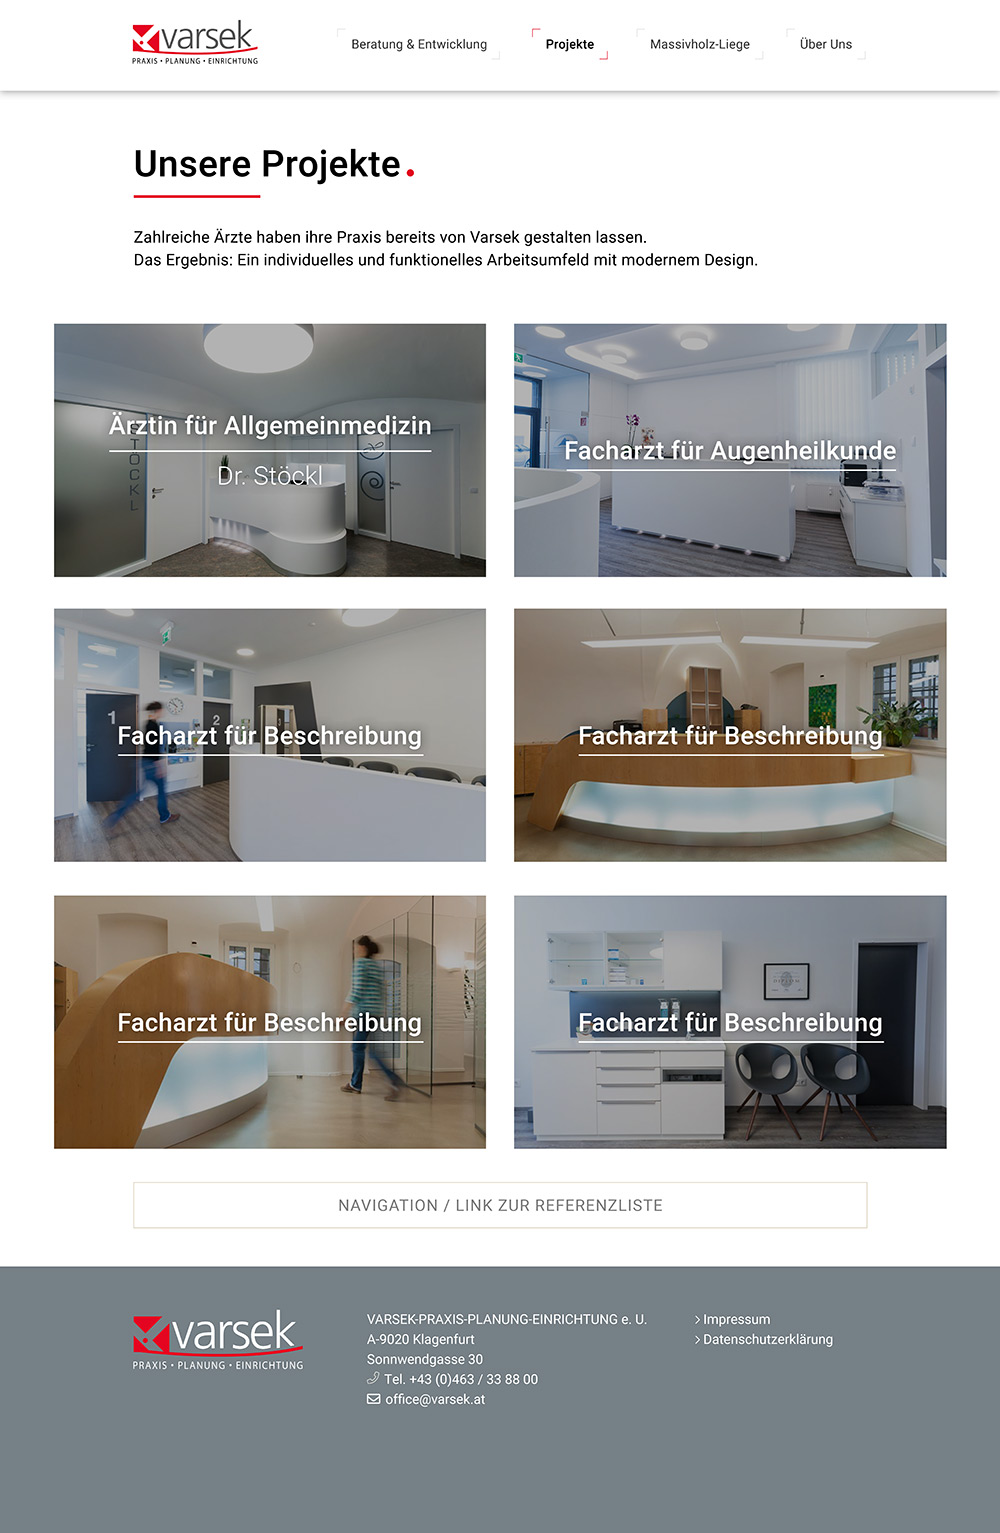 varsek
PRAXIS • PLANUNG • EINRICHTUNG
Beratung & Entwicklung
Projekte
Massivholz-Liege
Über Uns
Unsere Projekte.
Zahlreiche Ärzte haben ihre Praxis bereits von Varsek gestalten lassen.
Das Ergebnis: Ein individuelles und funktionelles Arbeitsumfeld mit modernem Design.
Ärztin für Allgemeinmedizin
Dr. Stöckl
STÖCKL
Facharzt für Augenheilkunde
Facharzt für Beschreibung
1
2
Facharzt für Beschreibung
Facharzt für Beschreibung
Facharzt für Beschreibung
NAVIGATION / LINK ZUR REFERENZLISTE
varsek
PRAXIS • PLANUNG • EINRICHTUNG
VARSEK-PRAXIS-PLANUNG-EINRICHTUNG e. U.
A-9020 Klagenfurt
Sonnwendgasse 30
Tel. +43 (0)463 / 33 88 00
office@varsek.at
> Impressum
> Datenschutzerklärung